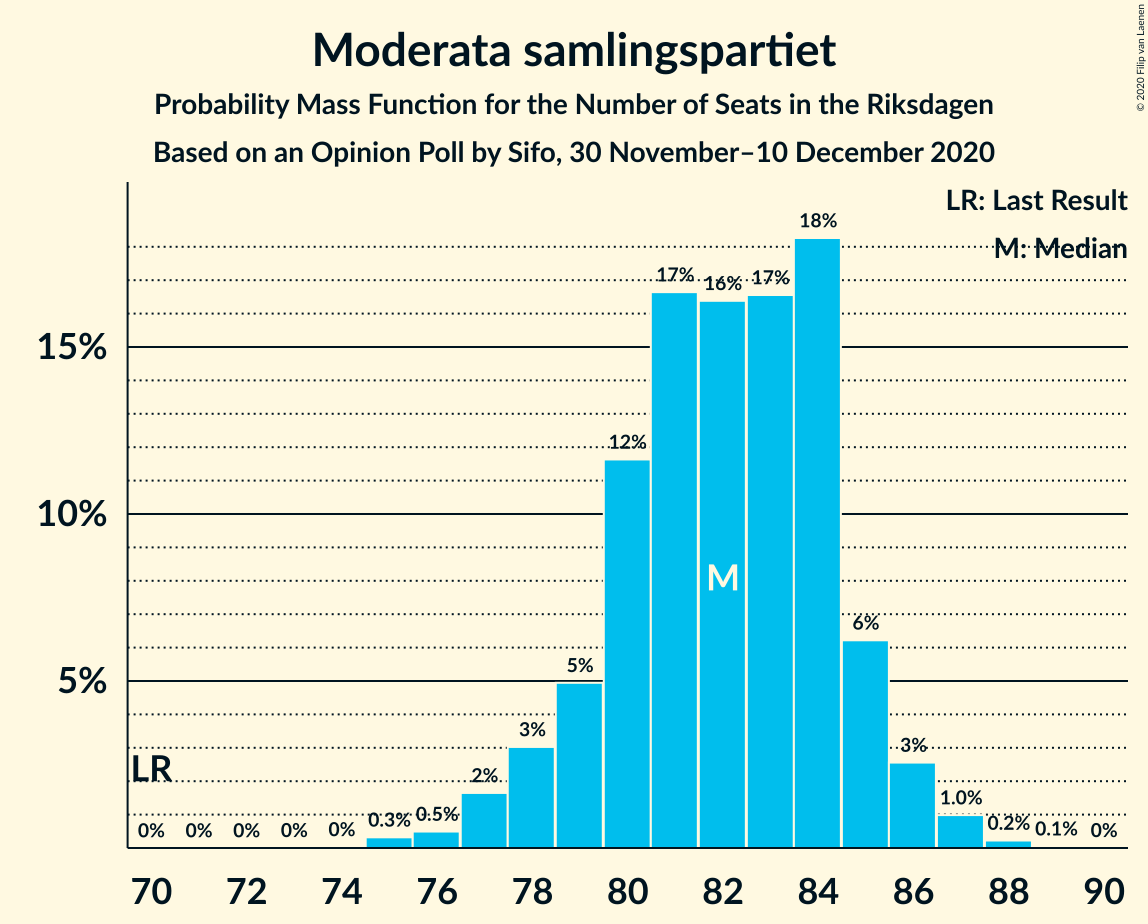 Moderata samlingspartiet
Probability Mass Function for the Number of Seats in the Riksdagen
Based on an Opinion Poll by Sifo, 30 November–10 December 2020
© 2020 Filip van Laenen
LR: Last Result
M: Median
15%
10%
5%
LR
0%
0%
0%
0%
0%
0.3%
0.5%
2%
3%
5%
12%
17%
16%
17%
18%
6%
3%
1.0%
0.2%
0.1%
0%
M
70 72 74 76 78 80 82 84 86 88 90